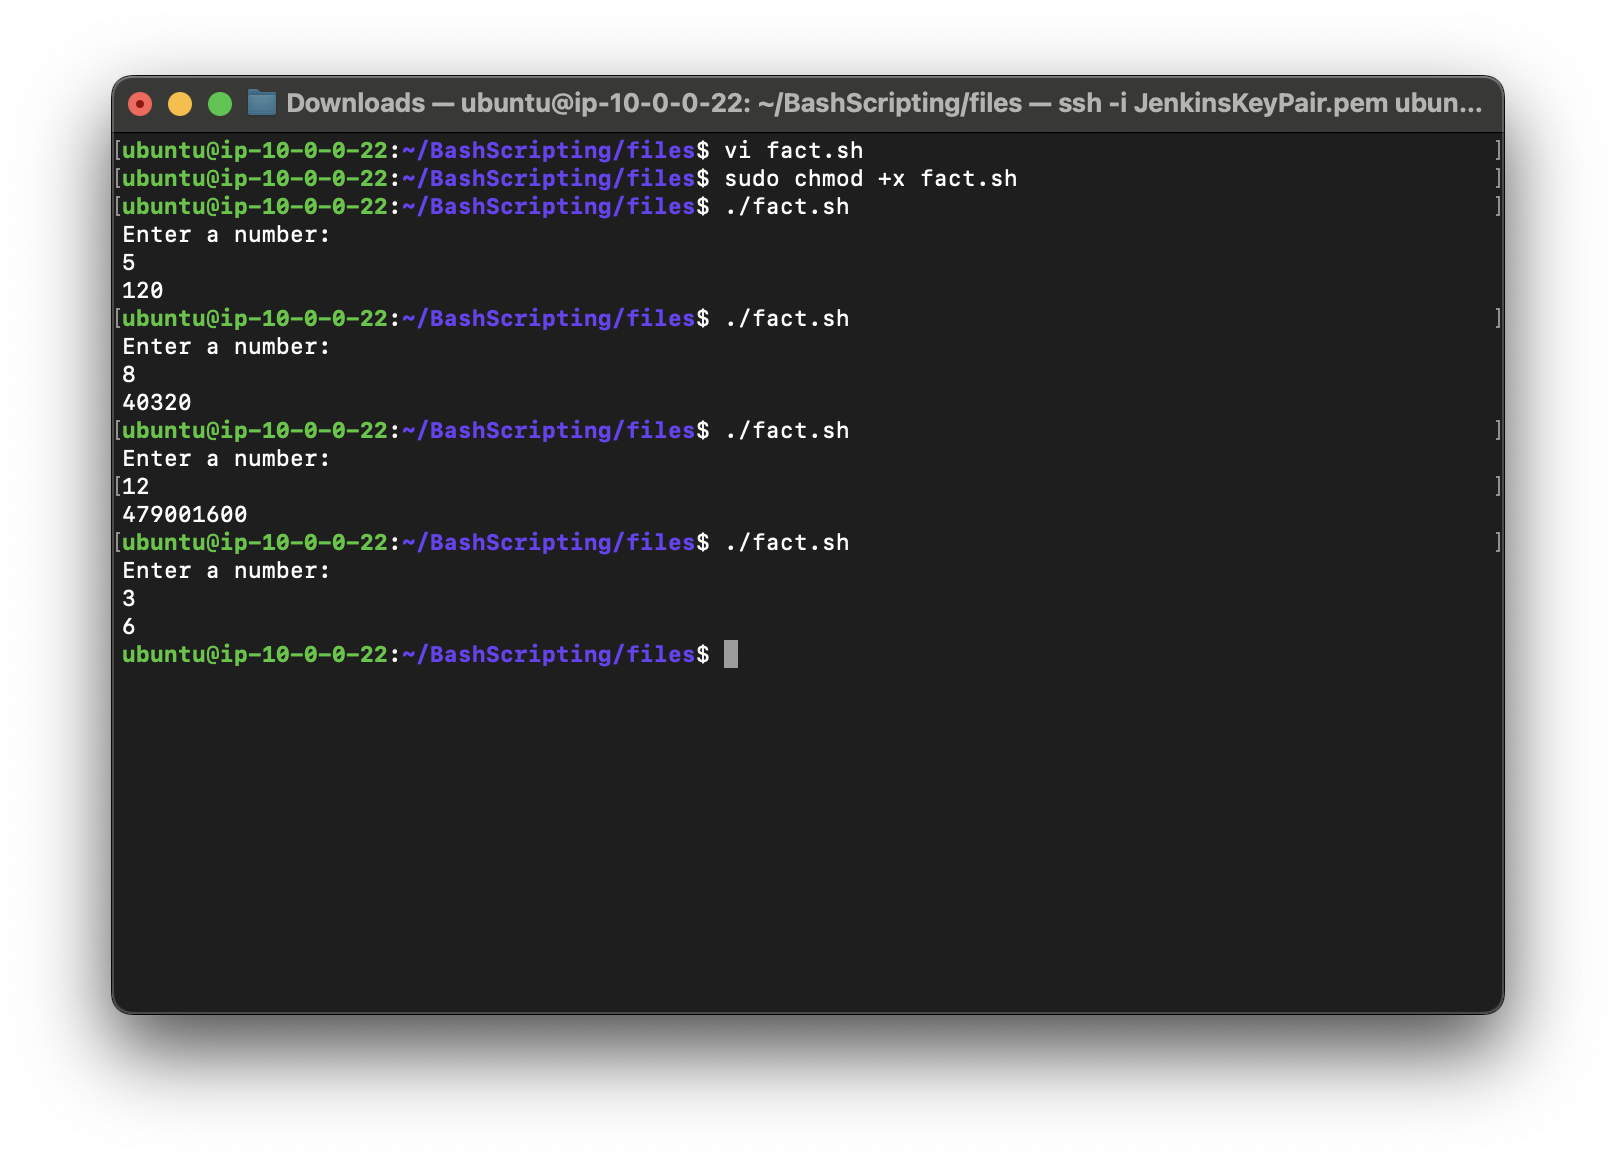 Downloads — ubuntu@ip-10-0-0-22: ~/BashScripting/files — ssh -i JenkinsKeyPair.pem ubun...
[ubuntu@ip-10-0-0-22:~/BashScripting/files$ vi fact.sh ]
[ubuntu@ip-10-0-0-22:~/BashScripting/files$ sudo chmod +x fact.sh ]
[ubuntu@ip-10-0-0-22:~/BashScripting/files$ ./fact.sh ]
Enter a number:
5
120
[ubuntu@ip-10-0-0-22:~/BashScripting/files$ ./fact.sh ]
Enter a number:
8
40320
[ubuntu@ip-10-0-0-22:~/BashScripting/files$ ./fact.sh ]
Enter a number:
[12 ]
479001600
[ubuntu@ip-10-0-0-22:~/BashScripting/files$ ./fact.sh ]
Enter a number:
3
6
ubuntu@ip-10-0-0-22:~/BashScripting/files$